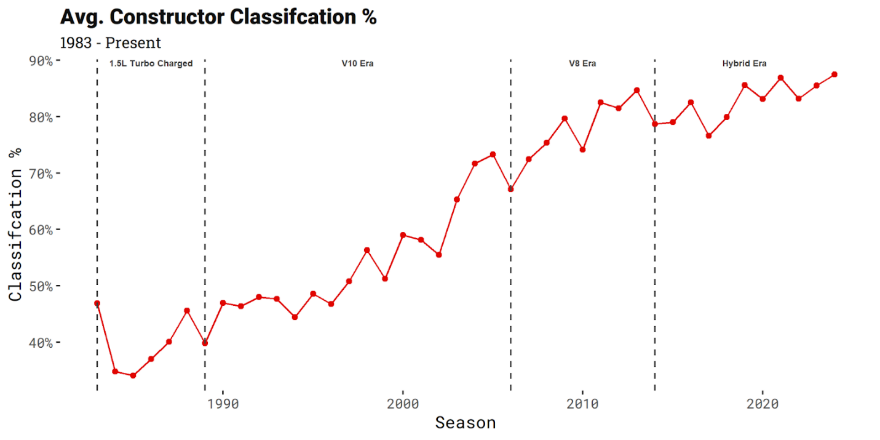 Avg. Constructor Classifcation %
1983 - Present
90%
1.5L Turbo Charged
V10 Era
V8 Era
Hybrid Era
80%
70%
60%
50%
40%
Classifcation %
1990
2000
2010
2020
Season